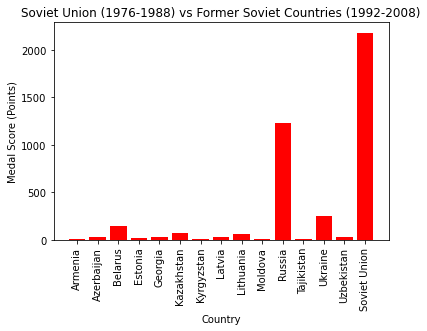 Soviet Union (1976-1988) vs Former Soviet Countries (1992-2008)
Medal Score (Points)
2000
1500
1000
500
0
Armenia
Azerbaijan
Belarus
Estonia
Georgia
Kazakhstan
Kyrgyzstan
Latvia
Lithuania
Moldova
Russia
Tajikistan
Ukraine
Uzbekistan
Soviet Union
Country